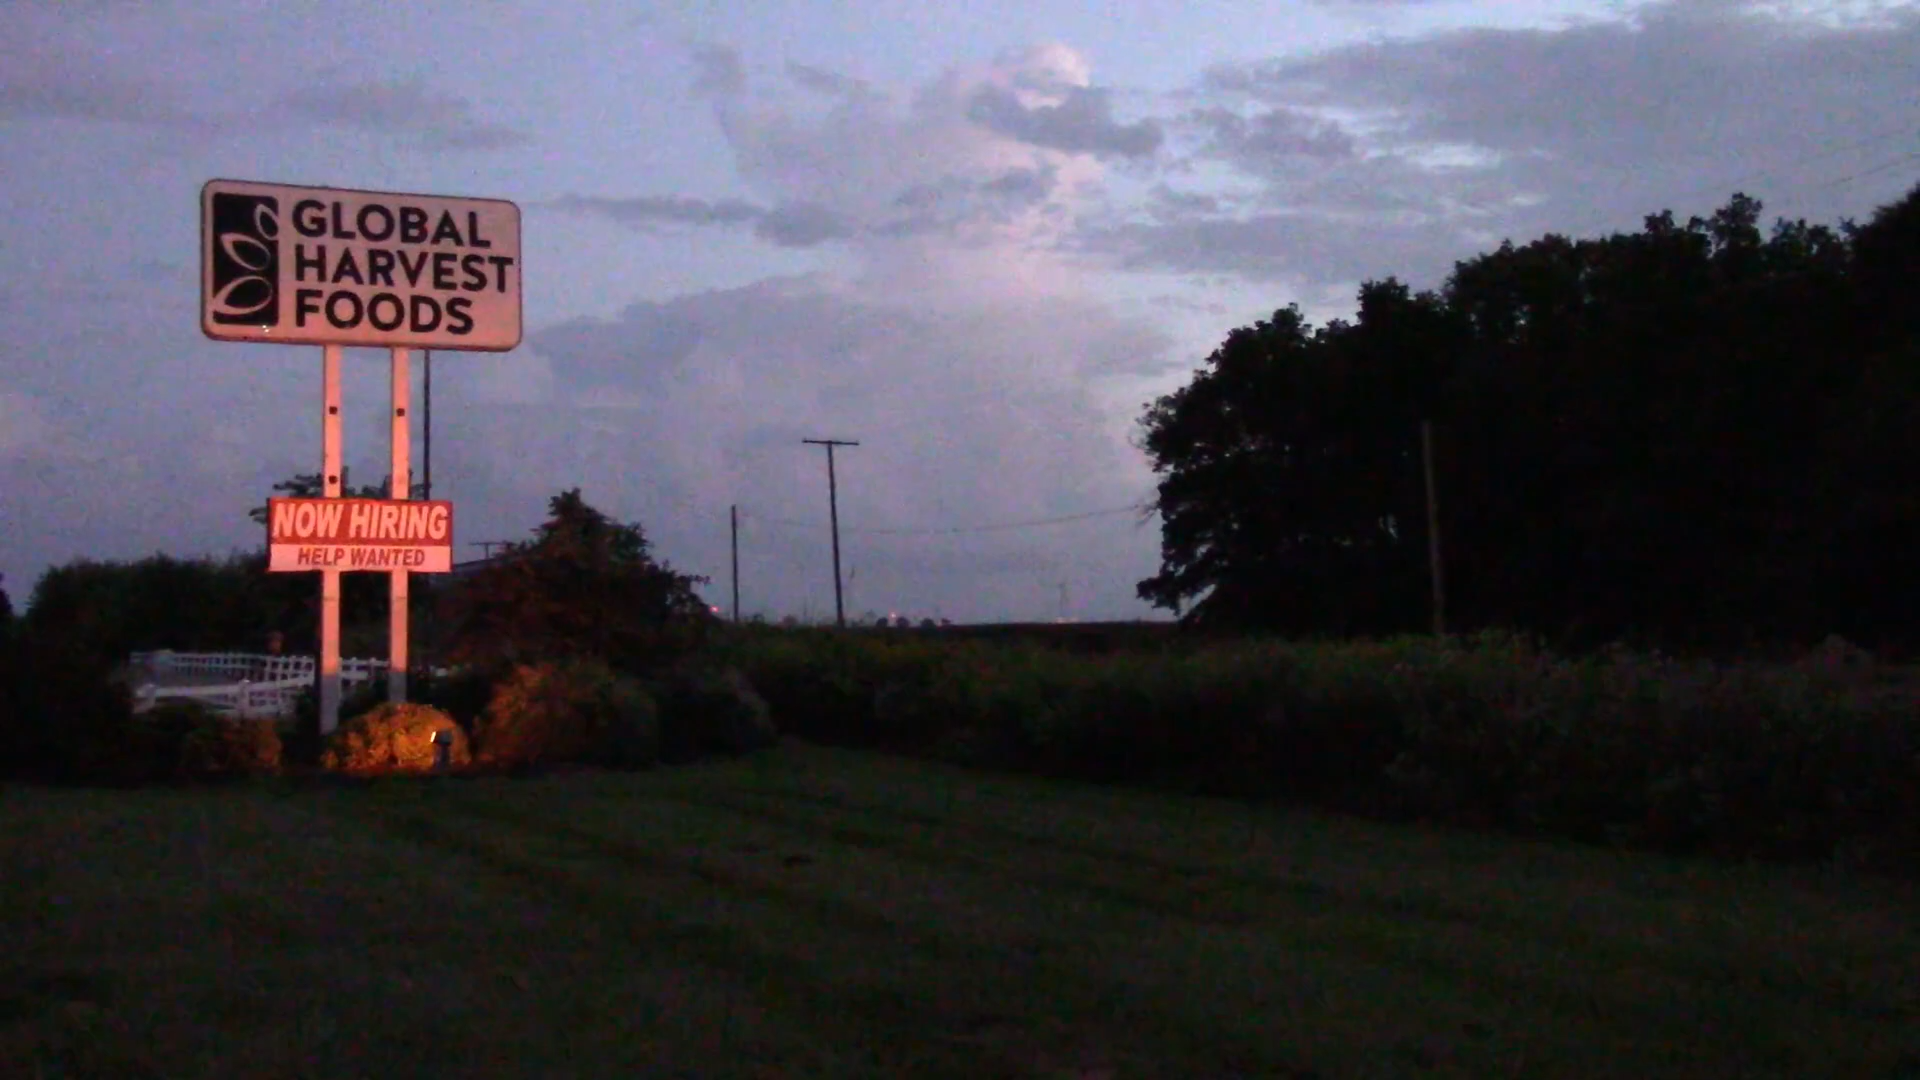 GLOBAL
HARVEST
FOODS
NOW HIRING
HELP WANTED